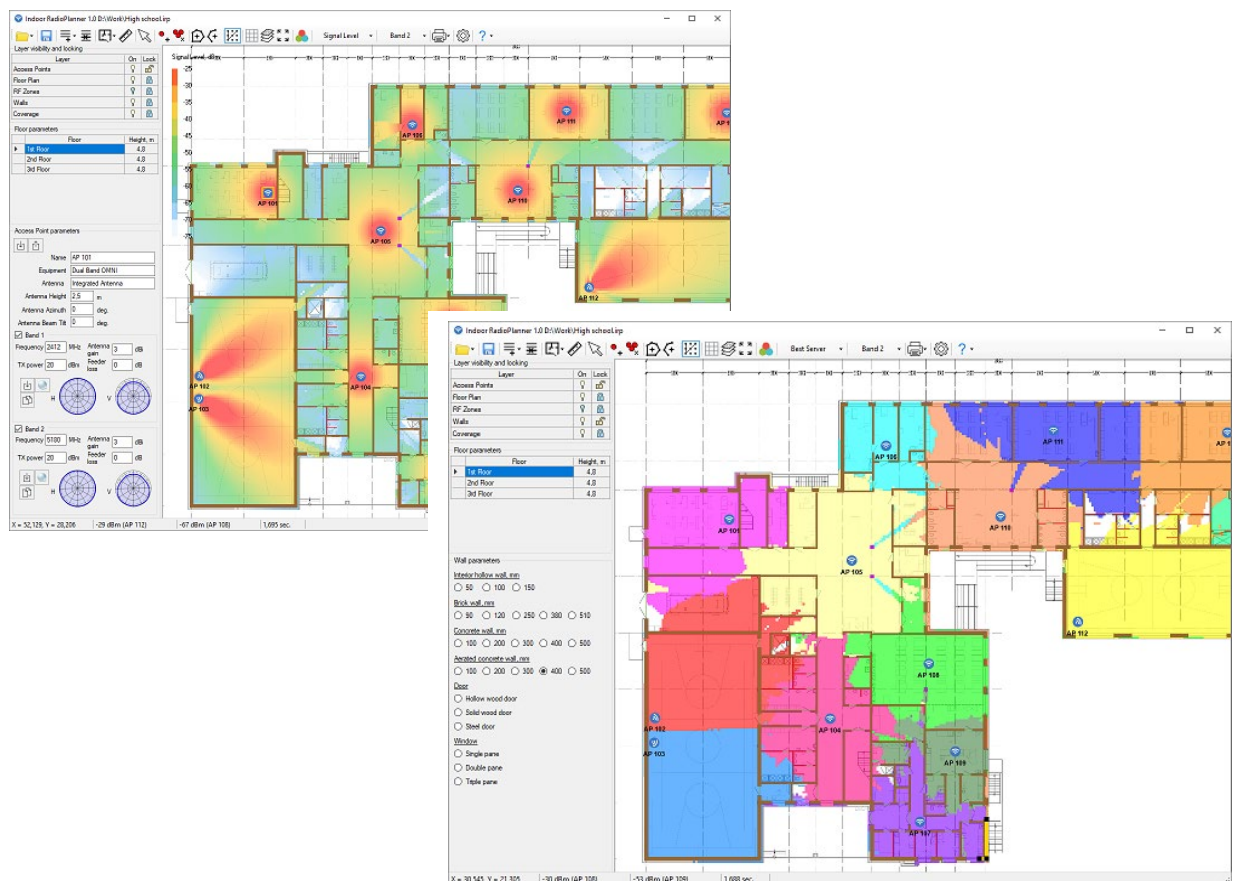 Indoor RadioPlanner 1.0 D:\Work\High school.irp
Signal Level
Band 2
Layer visibility and locking
Layer On Lock
Access Points
Floor Plan
RF Zones
Walls
Coverage
Floor parameters
Floor Height, m
1st Floor 4,8
2nd Floor 4,8
3rd Floor 4,8
Access Point parameters
Name AP 101
Equipment Dual Band OMNI
Antenna Integrated Antenna
Antenna Height 2,5 m
Antenna Azimuth 0 deg.
Antenna Beam Tilt 0 deg.
Band 1
Frequency 2412 MHz Antenna gain 3 dB
TX power 20 dBm Feeder loss 0 dB
H V
Band 2
Frequency 5180 MHz Antenna gain 3 dB
TX power 20 dBm Feeder loss 0 dB
H V
X = 52,129, Y = 28,206 -29 dBm (AP 112) -67 dBm (AP 108) 1,695 sec.
Signal Level, dBm
-25
-30
-35
-40
-45
-50
-55
-60
-65
-70
-75
AP 106
AP 111
AP 101
AP 110
AP 105
AP 112
AP 102
AP 103
AP 104
Indoor RadioPlanner 1.0 D:\Work\High school.irp
Best Server
Band 2
Layer visibility and locking
Layer On Lock
Access Points
Floor Plan
RF Zones
Walls
Coverage
Floor parameters
Floor Height, m
1st Floor 4,8
2nd Floor 4,8
3rd Floor 4,8
Wall parameters
Interior hollow wall, mm
50 100 150
Brick wall, mm
90 120 250 380 510
Concrete wall, mm
100 200 300 400 500
Aerated concrete wall, mm
100 200 300 400 500
Door
Hollow wood door
Solid wood door
Steel door
Window
Single pane
Double pane
Triple pane
X = 30,545, Y = 21,305 -30 dBm (AP 108) -53 dBm (AP 109) 1,688 sec.
AP 106
AP 111
AP 101
AP 110
AP 105
AP 112
AP 108
AP 102
AP 103
AP 104
AP 109
AP 107